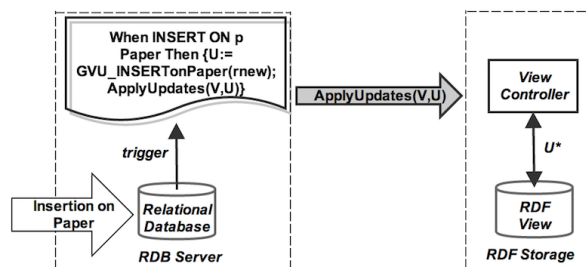 When INSERT ON p
Paper Then {U:=
GVU_INSERTonPaper(rnew);
ApplyUpdates(V,U)}
ApplyUpdates(V,U)
View
Controller
trigger
U*
Insertion on
Paper
Relational
Database
RDF
View
RDB Server
RDF Storage